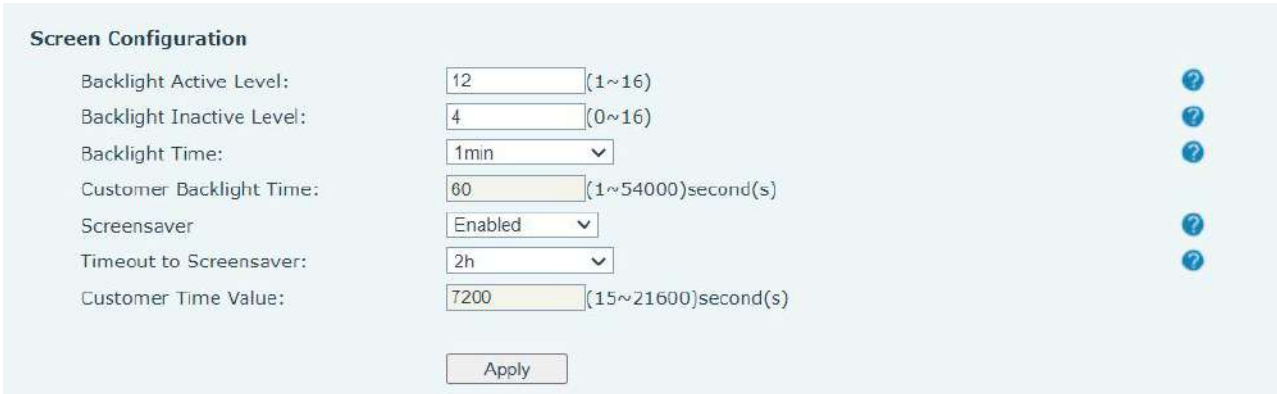 Screen Configuration
Backlight Active Level: 12 (1~16)
Backlight Inactive Level: 4 (0~16)
Backlight Time: 1min
Customer Backlight Time: 60 (1~54000)second(s)
Screensaver Enabled
Timeout to Screensaver: 2h
Customer Time Value: 7200 (15~21600)second(s)
Apply